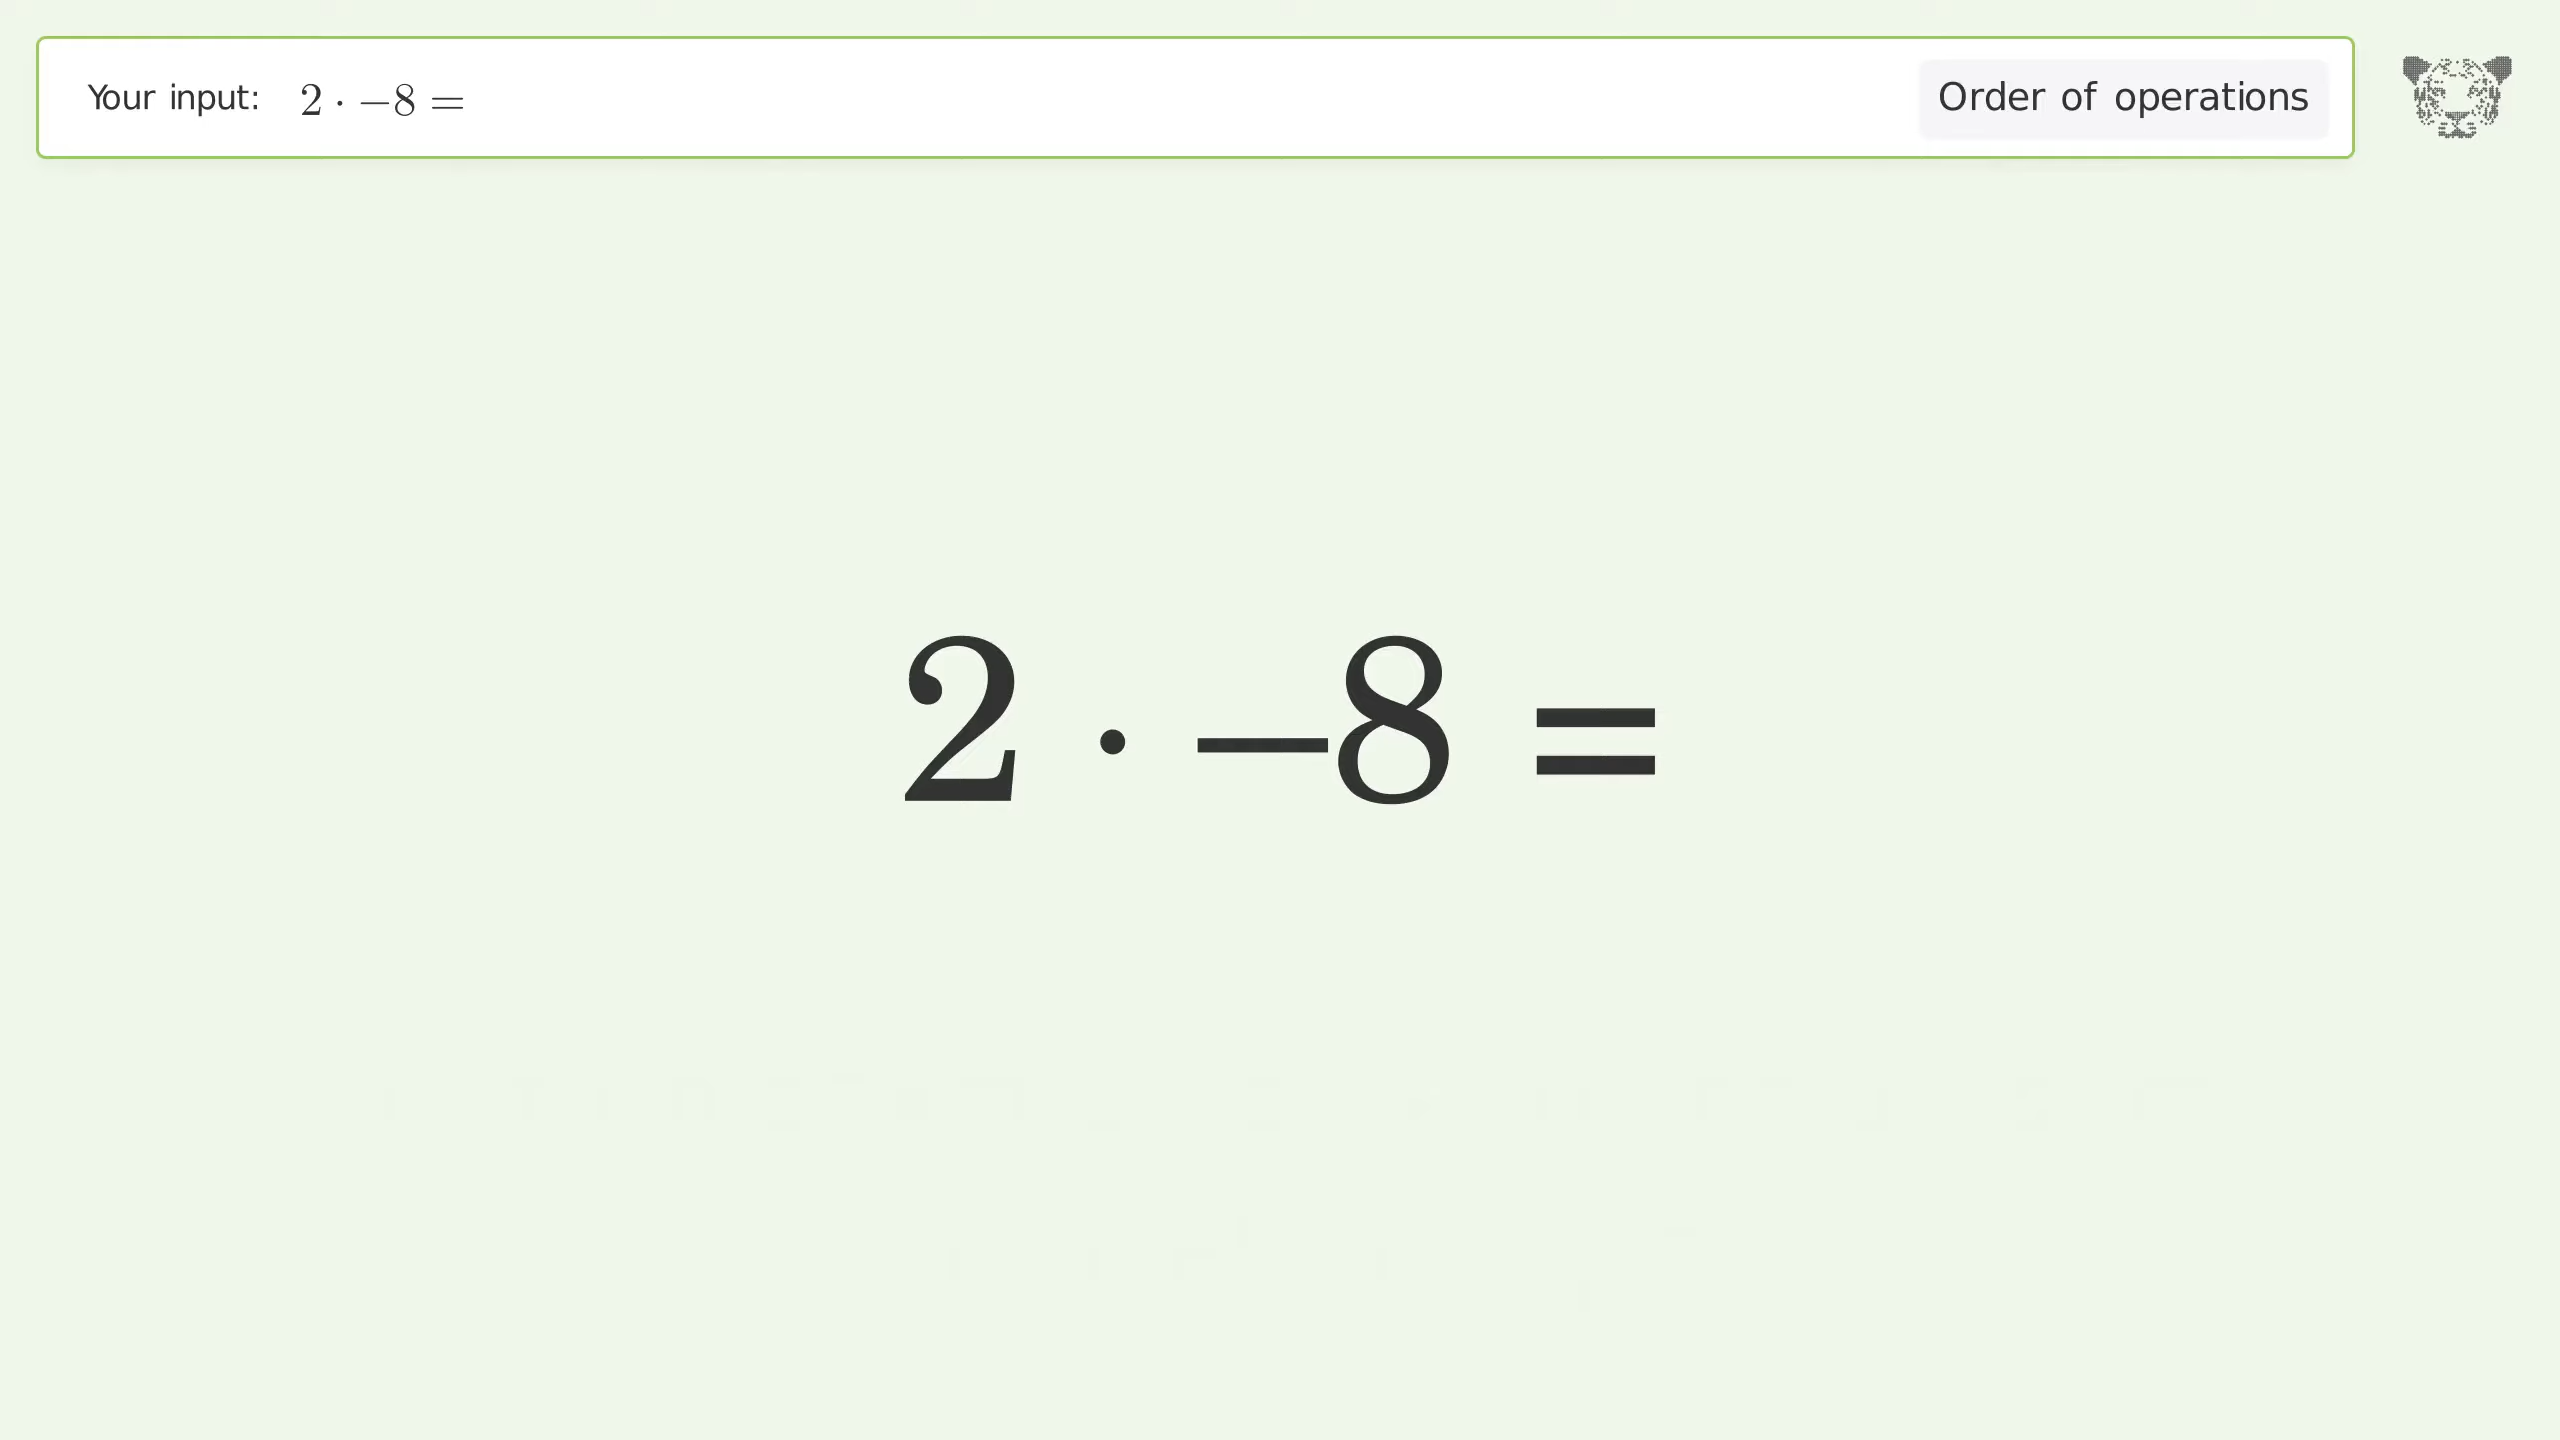 Your input: 2 · −8 =
Order of operations
2 · −8 =